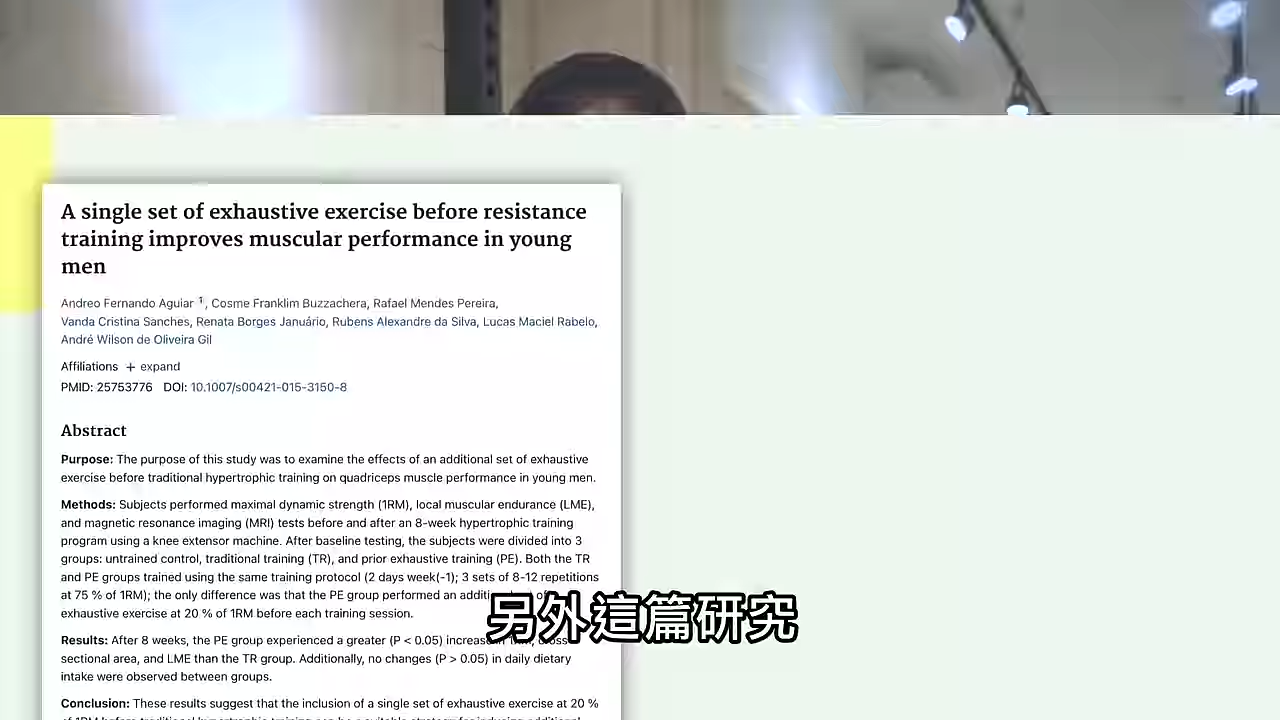 A single set of exhaustive exercise before resistance
training improves muscular performance in young
men
Andreo Fernando Aguiar 1, Cosme Franklim Buzzachera, Rafael Mendes Pereira,
Vanda Cristina Sanches, Renata Borges Januário, Rubens Alexandre da Silva, Lucas Maciel Rabelo,
André Wilson de Oliveira Gil
Affiliations + expand
PMID: 25753776 DOI: 10.1007/s00421-015-3150-8
Abstract
Purpose: The purpose of this study was to examine the effects of an additional set of exhaustive
exercise before traditional hypertrophic training on quadriceps muscle performance in young men.
Methods: Subjects performed maximal dynamic strength (1RM), local muscular endurance (LME),
and magnetic resonance imaging (MRI) tests before and after an 8-week hypertrophic training
program using a knee extensor machine. After baseline testing, the subjects were divided into 3
groups: untrained control, traditional training (TR), and prior exhaustive training (PE). Both the TR
and PE groups trained using the same training protocol (2 days week(-1); 3 sets of 8-12 repetitions
at 75 % of 1RM); the only difference was that the PE group performed an
exhaustive exercise at 20 % of 1RM before each training session.
另外這篇研究
Results: After 8 weeks, the PE group experienced a greater (P < 0.05)
sectional area, and LME than the TR group. Additionally, no changes (P > 0.05) in daily dietary
intake were observed between groups.
Conclusion: These results suggest that the inclusion of a single set of exhaustive exercise at 20 %